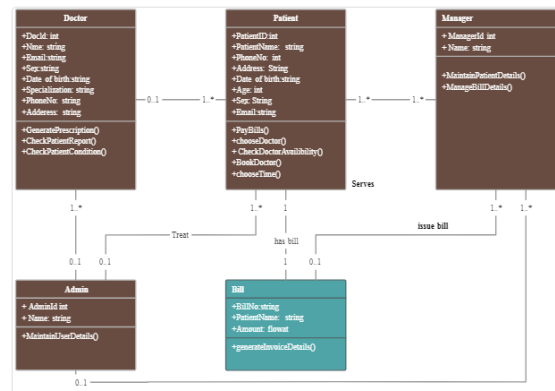 Doctor
+DocId: int
+Nme: string
+Email:string
+Sex:string
+Date of birth:string
+Specialization: string
+PhoneNo: string
+Adderess: string
+GeneratePrescription()
+CheckPatientReport()
+CheckPatientCondition()
Patient
+PatientID:int
+PatientName: string
+PhoneNo: int
+Address: String
+Date of birth:string
+Age: int
+Sex: String
+Email:string
+PayBills()
+chooseDoctor()
+ CheckDoctorAvailibility()
+BookDoctor()
+chooseTime()
Manager
+ ManagerId int
+ Name: string
+MaintainPatientDetails()
+ManageBillDetails()
0..1
1..*
1..*
1..*
Serves
1..*
1..*
1
1..*
1..*
Treat
has bill
issue bill
0..1
0..1
1
0..1
Admin
+ AdminId int
+ Name: string
+MaintainUserDetails()
Bill
+BillNo:string
+PatientName: string
+Amount: flowat
+generateInvoiceDetails()
0..1